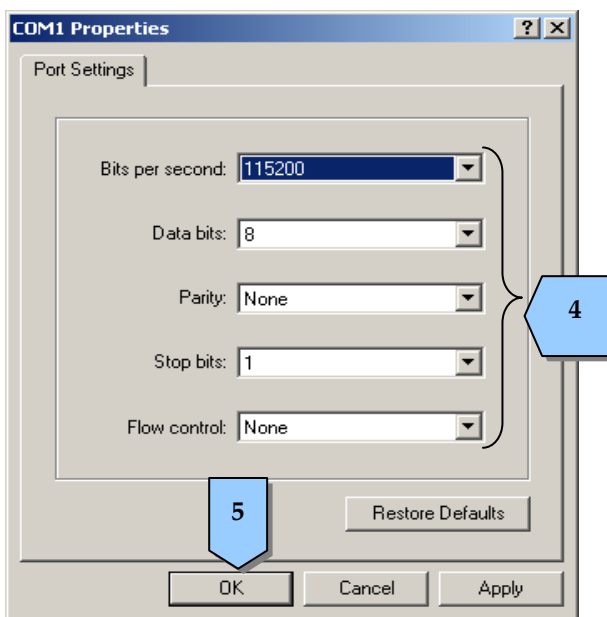 COM1 Properties
Port Settings
Bits per second: 115200
Data bits: 8
Parity: None
4
Stop bits: 1
Flow control: None
5
Restore Defaults
OK Cancel Apply